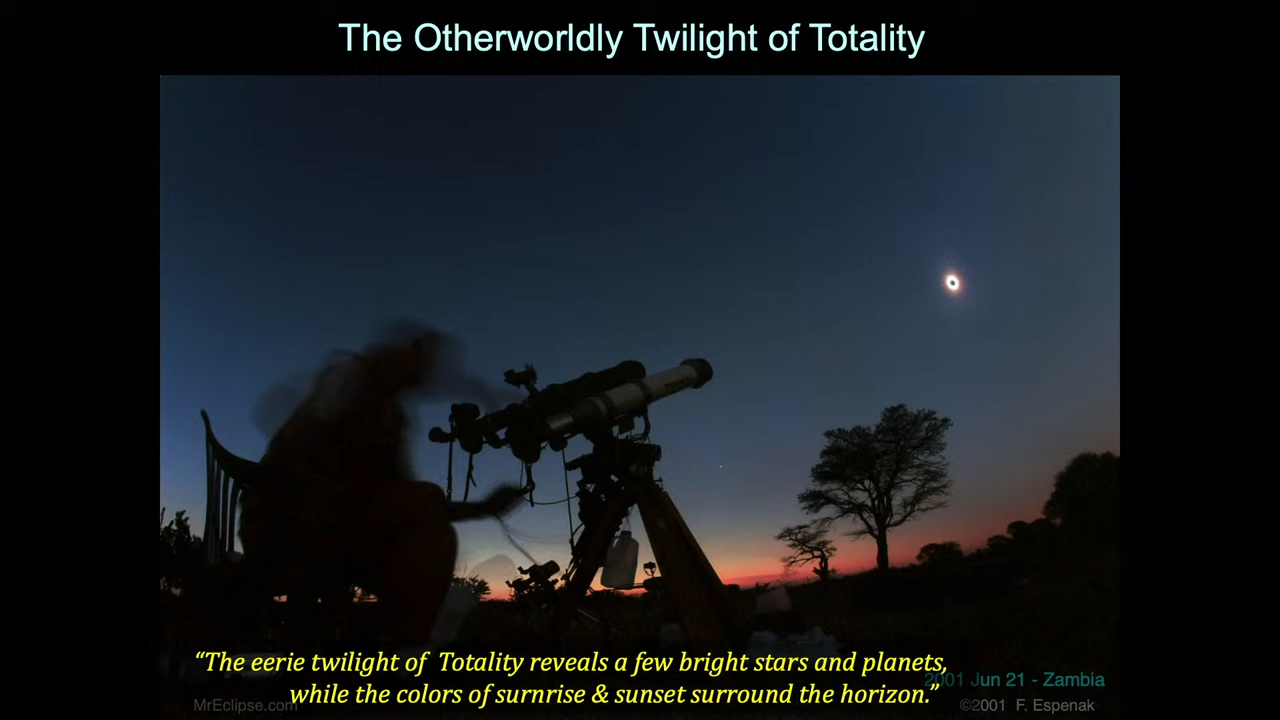 The Otherworldly Twilight of Totality
“The eerie twilight of Totality reveals a few bright stars and planets,
while the colors of surnrise & sunset surround the horizon.”
2001 Jun 21 - Zambia
MrEclipse.com
©2001 F. Espenak